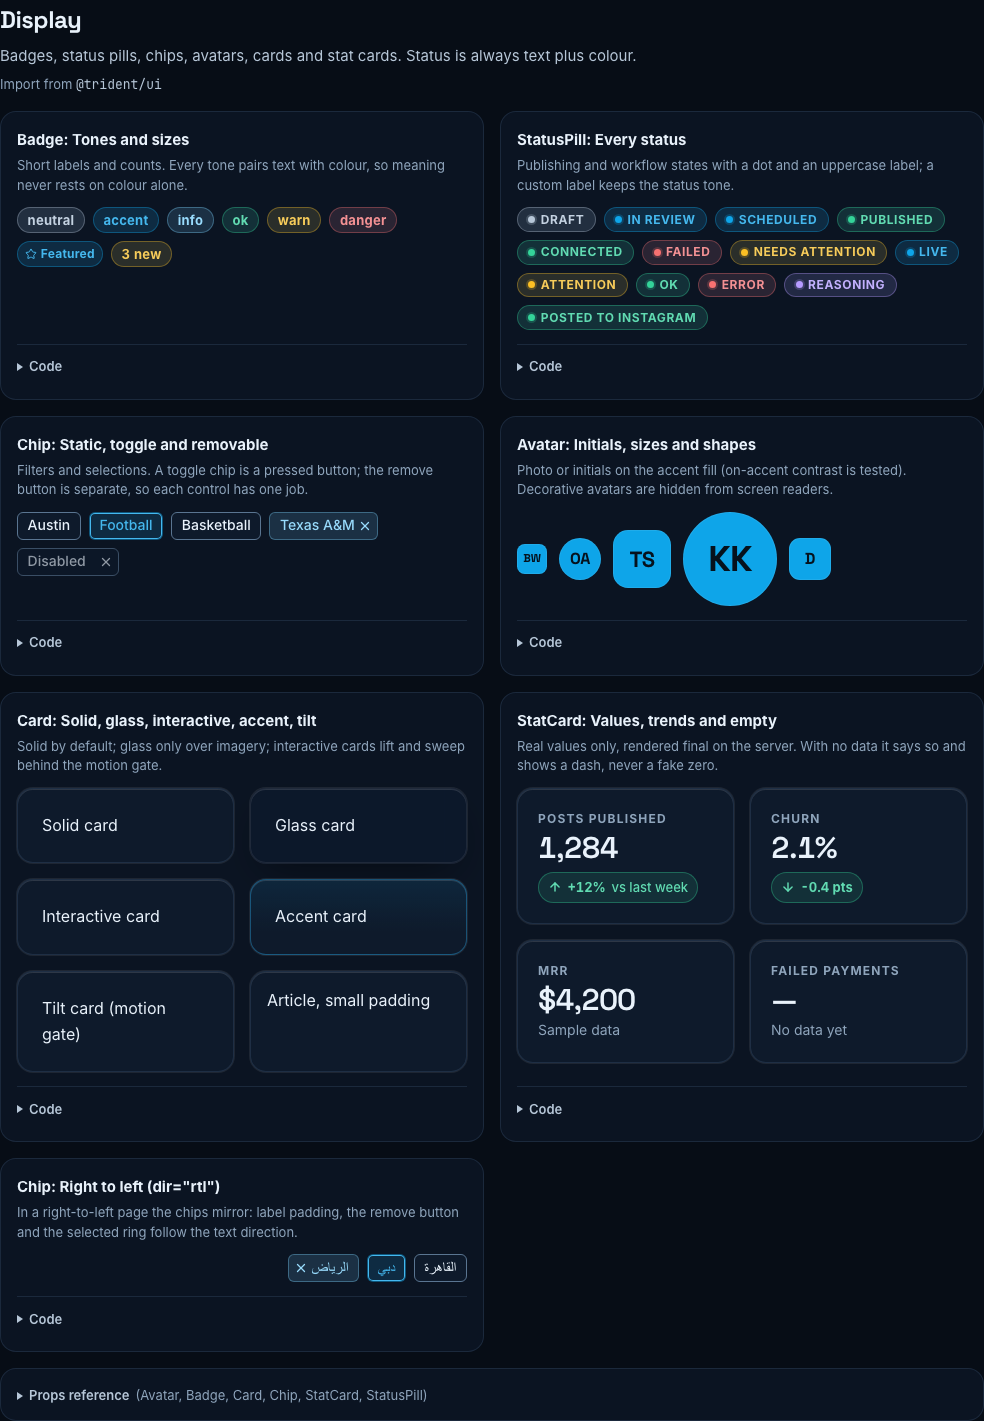 Display
Badges, status pills, chips, avatars, cards and stat cards. Status is always text plus colour.
Import from @trident/ui
Badge: Tones and sizes
Short labels and counts. Every tone pairs text with colour, so meaning
never rests on colour alone.
neutral accent info ok warn danger
Featured 3 new
Code
StatusPill: Every status
Publishing and workflow states with a dot and an uppercase label; a
custom label keeps the status tone.
DRAFT IN REVIEW SCHEDULED PUBLISHED
CONNECTED FAILED NEEDS ATTENTION LIVE
ATTENTION OK ERROR REASONING
POSTED TO INSTAGRAM
Code
Chip: Static, toggle and removable
Filters and selections. A toggle chip is a pressed button; the remove
button is separate, so each control has one job.
Austin Football Basketball Texas A&M ×
Disabled ×
Code
Avatar: Initials, sizes and shapes
Photo or initials on the accent fill (on-accent contrast is tested).
Decorative avatars are hidden from screen readers.
BW OA TS KK D
Code
Card: Solid, glass, interactive, accent, tilt
Solid by default; glass only over imagery; interactive cards lift and sweep
behind the motion gate.
Solid card
Glass card
Interactive card
Accent card
Tilt card (motion
gate)
Article, small padding
Code
StatCard: Values, trends and empty
Real values only, rendered final on the server. With no data it says so and
shows a dash, never a fake zero.
POSTS PUBLISHED
1,284
↑ +12% vs last week
CHURN
2.1%
↓ -0.4 pts
MRR
$4,200
Sample data
FAILED PAYMENTS
—
No data yet
Code
Chip: Right to left (dir="rtl")
In a right-to-left page the chips mirror: label padding, the remove button
and the selected ring follow the text direction.
القاهرة دبي الرياض ×
Code
Props reference (Avatar, Badge, Card, Chip, StatCard, StatusPill)